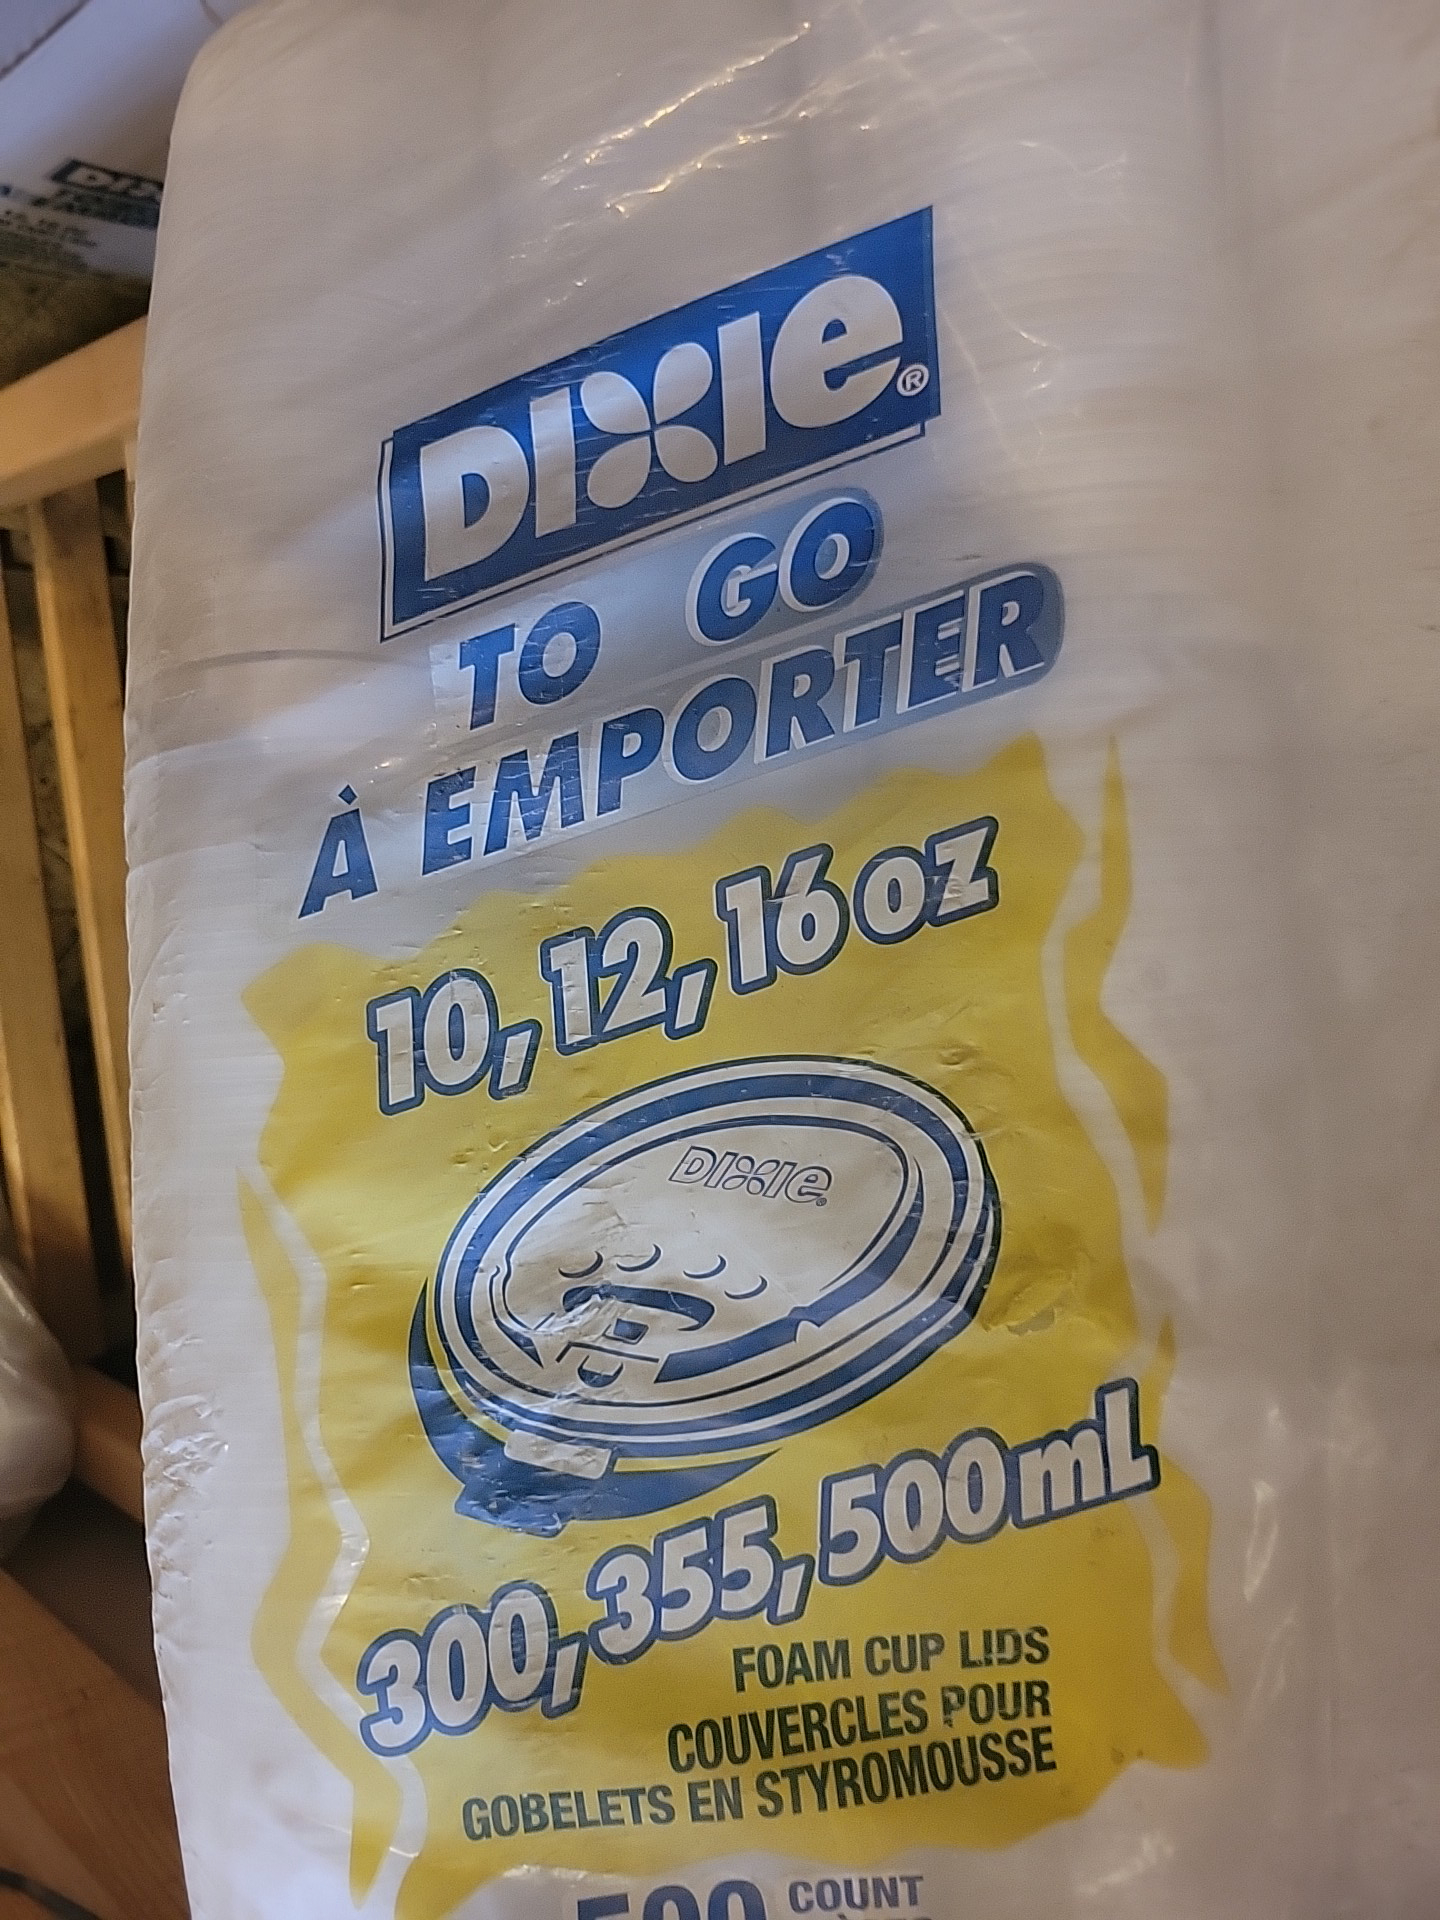 DIXIE®
TO GO
À EMPORTER
10, 12, 16 oz
DIXIE®
300, 355, 500 mL
FOAM CUP LIDS
COUVERCLES POUR
GOBELETS EN STYROMOUSSE
COUNT